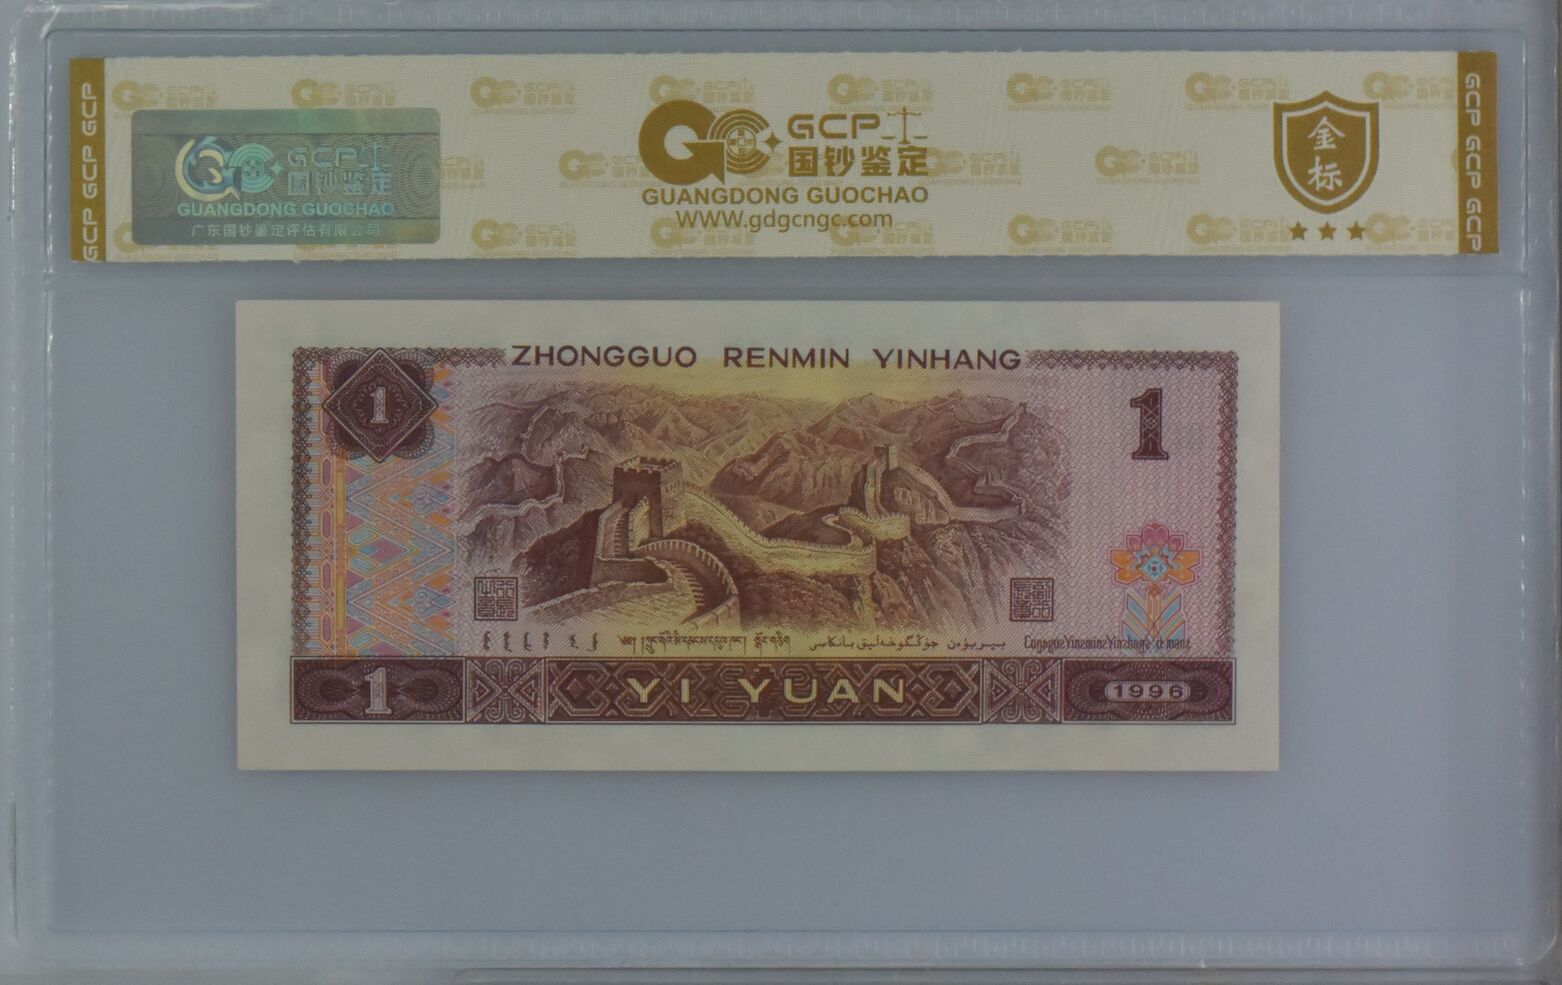 GCP GCP GCP
GCP
国钞鉴定
GUANGDONG GUOCHAO
广东国钞鉴定评估有限公司
GCP
国钞鉴定
GUANGDONG GUOCHAO
WWW.gdgcngc.com
金标
GCP GCP GCP
ZHONGGUO RENMIN YINHANG
1
1
1
YI YUAN
1996